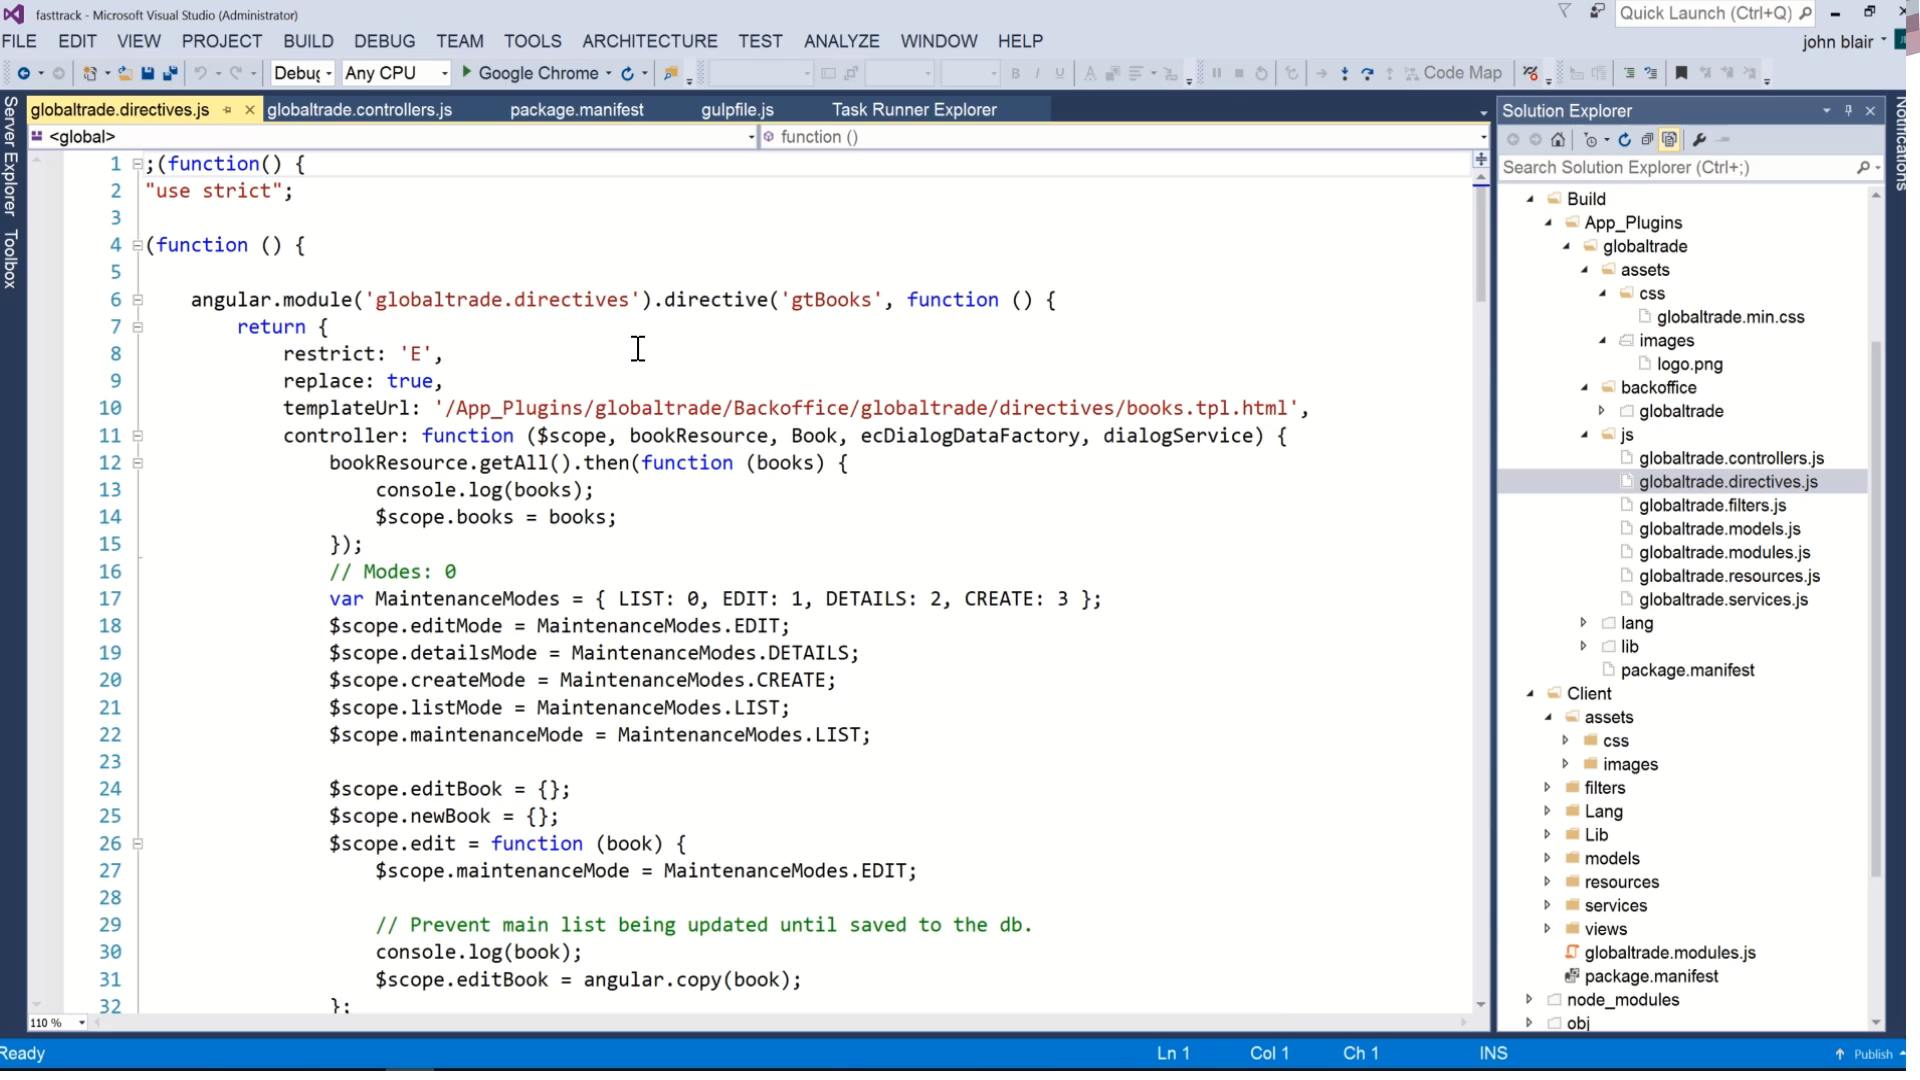 fasttrack - Microsoft Visual Studio (Administrator)
Quick Launch (Ctrl+Q)
FILE EDIT VIEW PROJECT BUILD DEBUG TEAM TOOLS ARCHITECTURE TEST ANALYZE WINDOW HELP
john blair
Debug Any CPU Google Chrome Code Map
Server Explorer
Toolbox
Notifications
globaltrade.directives.js globaltrade.controllers.js package.manifest gulpfile.js Task Runner Explorer
<global> function ()
1 ;(function() {
2 "use strict";
3
4 (function () {
5
6 angular.module('globaltrade.directives').directive('gtBooks', function () {
7 return {
8 restrict: 'E',
9 replace: true,
10 templateUrl: '/App_Plugins/globaltrade/Backoffice/globaltrade/directives/books.tpl.html',
11 controller: function ($scope, bookResource, Book, ecDialogDataFactory, dialogService) {
12 bookResource.getAll().then(function (books) {
13 console.log(books);
14 $scope.books = books;
15 });
16 // Modes: 0
17 var MaintenanceModes = { LIST: 0, EDIT: 1, DETAILS: 2, CREATE: 3 };
18 $scope.editMode = MaintenanceModes.EDIT;
19 $scope.detailsMode = MaintenanceModes.DETAILS;
20 $scope.createMode = MaintenanceModes.CREATE;
21 $scope.listMode = MaintenanceModes.LIST;
22 $scope.maintenanceMode = MaintenanceModes.LIST;
23
24 $scope.editBook = {};
25 $scope.newBook = {};
26 $scope.edit = function (book) {
27 $scope.maintenanceMode = MaintenanceModes.EDIT;
28
29 // Prevent main list being updated until saved to the db.
30 console.log(book);
31 $scope.editBook = angular.copy(book);
32 };
110 %
Solution Explorer
Search Solution Explorer (Ctrl+;)
Build
App_Plugins
globaltrade
assets
css
globaltrade.min.css
images
logo.png
backoffice
globaltrade
js
globaltrade.controllers.js
globaltrade.directives.js
globaltrade.filters.js
globaltrade.models.js
globaltrade.modules.js
globaltrade.resources.js
globaltrade.services.js
lang
lib
package.manifest
Client
assets
css
images
filters
Lang
Lib
models
resources
services
views
globaltrade.modules.js
package.manifest
node_modules
obj
Ready Ln 1 Col 1 Ch 1 INS Publish